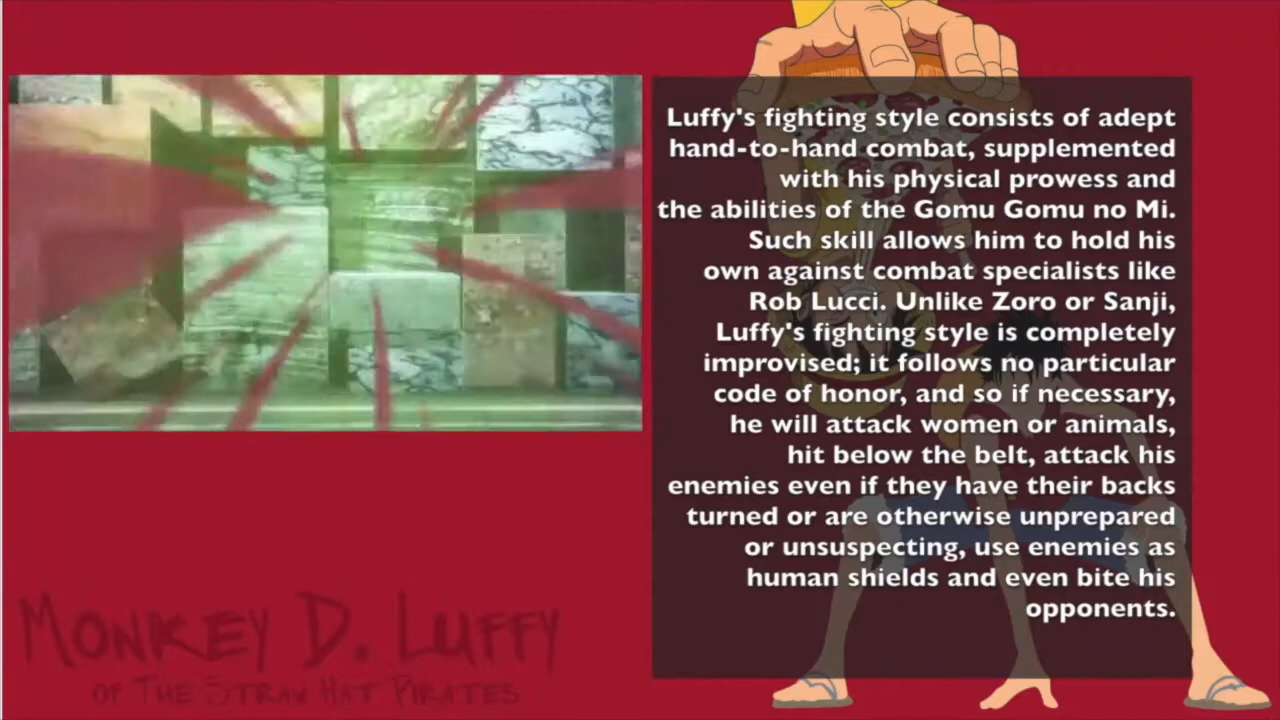 Luffy's fighting style consists of adept
hand-to-hand combat, supplemented
with his physical prowess and
the abilities of the Gomu Gomu no Mi.
Such skill allows him to hold his
own against combat specialists like
Rob Lucci. Unlike Zoro or Sanji,
Luffy's fighting style is completely
improvised; it follows no particular
code of honor, and so if necessary,
he will attack women or animals,
hit below the belt, attack his
enemies even if they have their backs
turned or are otherwise unprepared
or unsuspecting, use enemies as
human shields and even bite his
opponents.
Monkey D. Luffy
of The Straw Hat Pirates